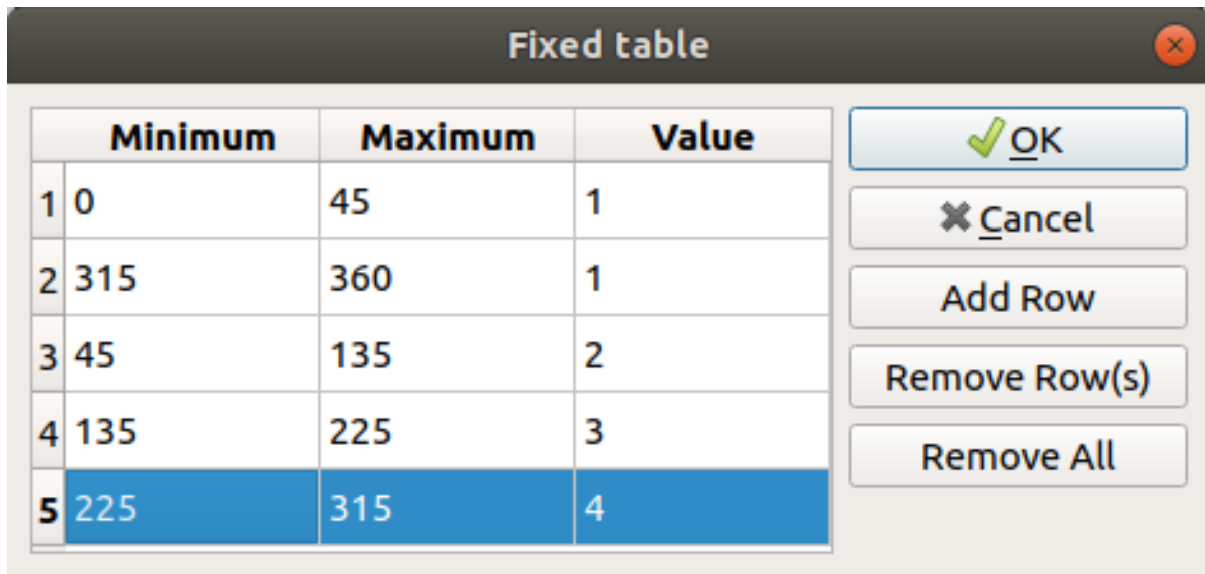 Fixed table
Minimum Maximum Value
1 0 45 1
2 315 360 1
3 45 135 2
4 135 225 3
5 225 315 4
OK
Cancel
Add Row
Remove Row(s)
Remove All